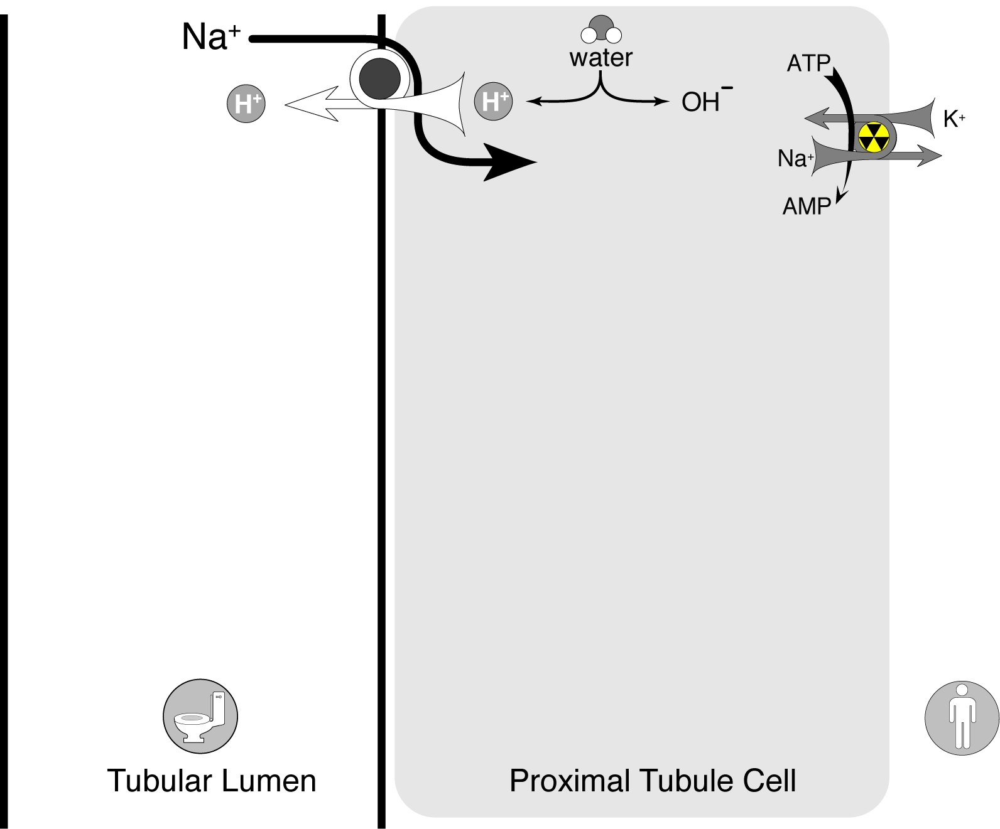 Na⁺
water
ATP
H⁺
H⁺
OH⁻
K⁺
Na⁺
AMP
Tubular Lumen
Proximal Tubule Cell